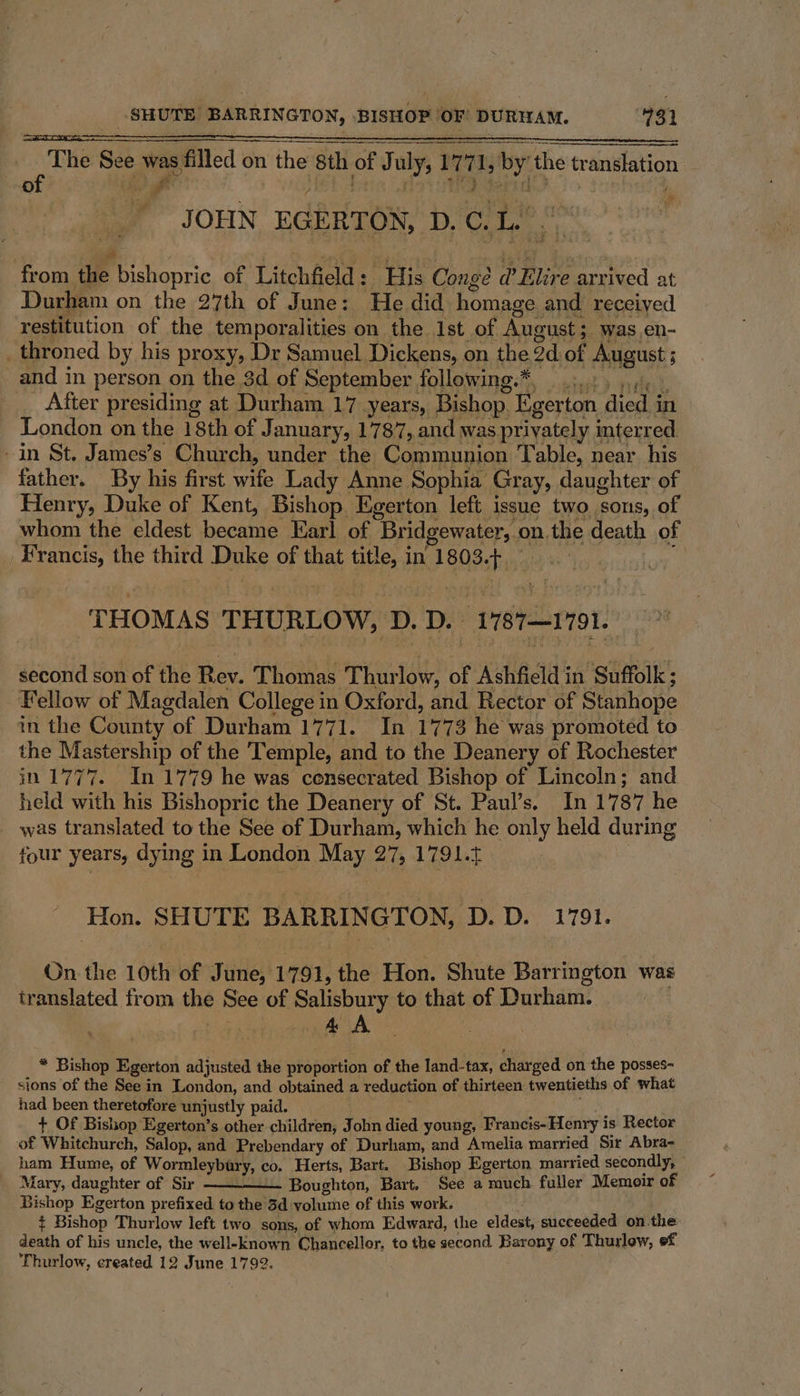 SHUTE BARRINGTON, BISHOP OF DURHAM. 731
The See was filled on the 8th of July, 1771, by the translation
of
JOHN EGERTON, D. C. L.
from the bishopric of Litchfield: His Congè d'Elire arrived at
Durham on the 27th of June: He did homage and received
restitution of the temporalities on the 1st of August; was en-
throned by his proxy, Dr Samuel Dickens, on the 2d of August;
and in person on the 3d of September following.*
After presiding at Durham 17 years, Bishop Egerton died in
London on the 18th of January, 1787, and was privately interred
in St. James's Church, under the Communion Table, near his
father. By his first wife Lady Anne Sophia Gray, daughter of
Henry, Duke of Kent, Bishop Egerton left issue two sons, of
whom the eldest became Earl of Bridgewater, on the death of
Francis, the third Duke of that title, in 1803.†
THOMAS THURLOW, D. D. 1787—1791.
second son of the Rev. Thomas Thurlow, of Ashfield in Suffolk;
Fellow of Magdalen College in Oxford, and Rector of Stanhope
in the County of Durham 1771. In 1773 he was promoted to
the Mastership of the Temple, and to the Deanery of Rochester
in 1777. In 1779 he was consecrated Bishop of Lincoln; and
held with his Bishopric the Deanery of St. Paul's. In 1787 he
was translated to the See of Durham, which he only held during
four years, dying in London May 27, 1791.‡
Hon. SHUTE BARRINGTON, D. D. 1791.
On the 10th of June, 1791, the Hon. Shute Barrington was
translated from the See of Salisbury to that of Durham.
4 A
* Bishop Egerton adjusted the proportion of the land-tax, charged on the posses-
sions of the See in London, and obtained a reduction of thirteen twentieths of what
had been theretofore unjustly paid.
† Of Bishop Egerton's other children, John died young, Francis-Henry is Rector
of Whitchurch, Salop, and Prebendary of Durham, and Amelia married Sir Abra-
ham Hume, of Wormleybury, co. Herts, Bart. Bishop Egerton married secondly,
Mary, daughter of Sir ——— Boughton, Bart. See a much fuller Memoir of
Bishop Egerton prefixed to the 3d volume of this work.
‡ Bishop Thurlow left two sons, of whom Edward, the eldest, succeeded on the
death of his uncle, the well-known Chancellor, to the second Barony of Thurlow, of
Thurlow, created 12 June 1792.